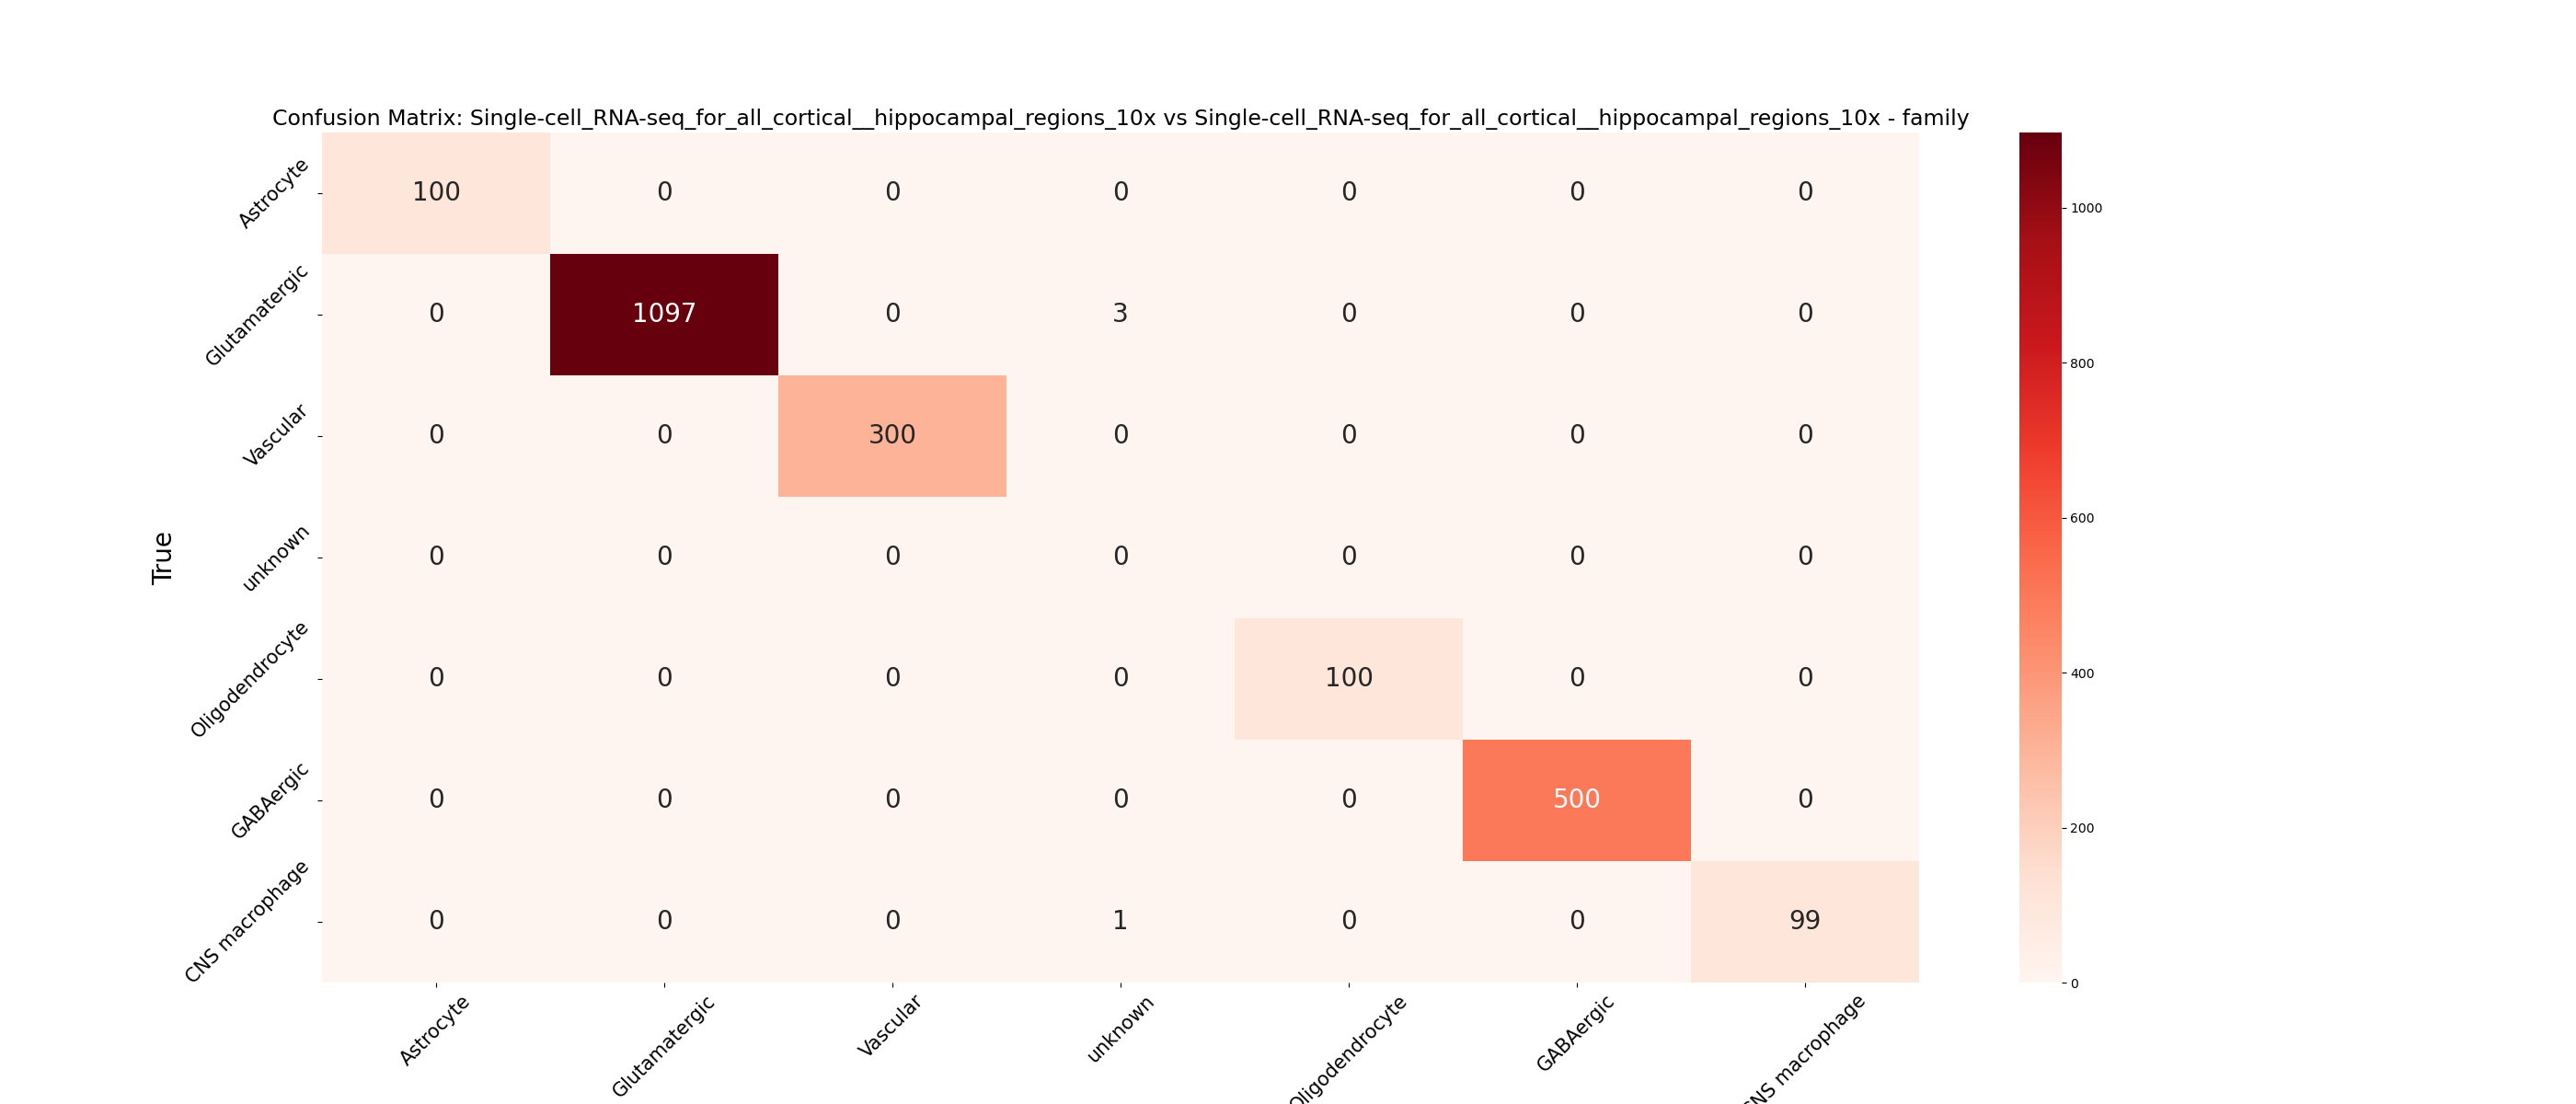 Confusion Matrix: Single-cell_RNA-seq_for_all_cortical__hippocampal_regions_10x vs Single-cell_RNA-seq_for_all_cortical__hippocampal_regions_10x - family
True
Astrocyte 100 0 0 0 0 0 0
Glutamatergic 0 1097 0 3 0 0 0
Vascular 0 0 300 0 0 0 0
unknown 0 0 0 0 0 0 0
Oligodendrocyte 0 0 0 0 100 0 0
GABAergic 0 0 0 0 0 500 0
CNS macrophage 0 0 0 1 0 0 99
Astrocyte Glutamatergic Vascular unknown Oligodendrocyte GABAergic CNS macrophage
1000
800
600
400
200
0